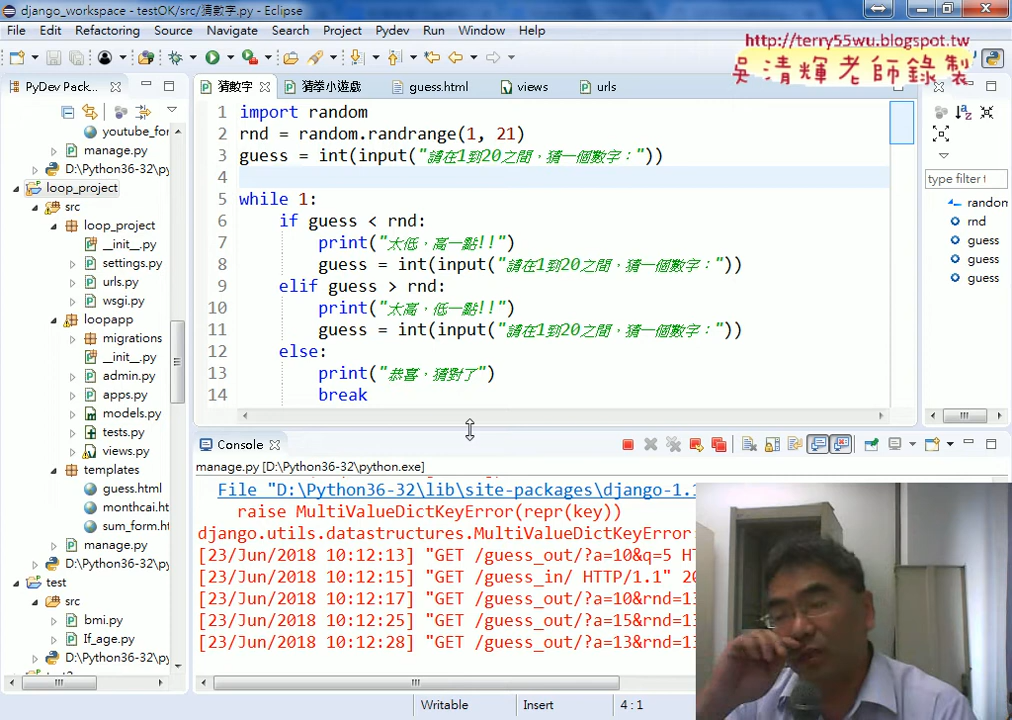 django_workspace - testOK/src/猜數字.py - Eclipse
File Edit Refactoring Source Navigate Search Project Pydev Run Window Help
http://terry55wu.blogspot.tw
吳清輝老師錄製
PyDev Pack...
猜數字
猜拳小遊戲
guess.html
views
urls
youtube_for
manage.py
D:\Python36-32\py
loop_project
src
loop_project
__init__.py
settings.py
urls.py
wsgi.py
loopapp
migrations
__init__.py
admin.py
apps.py
models.py
tests.py
views.py
templates
guess.html
monthcai.ht
sum_form.ht
manage.py
D:\Python36-32\py
test
src
bmi.py
If_age.py
D:\Python36-32\py
1 import random
2 rnd = random.randrange(1, 21)
3 guess = int(input("請在1到20之間，猜一個數字："))
4
5 while 1:
6 if guess < rnd:
7 print("太低，高一點!!")
8 guess = int(input("請在1到20之間，猜一個數字："))
9 elif guess > rnd:
10 print("太高，低一點!!")
11 guess = int(input("請在1到20之間，猜一個數字："))
12 else:
13 print("恭喜，猜對了")
14 break
type filter t
random
rnd
guess
guess
guess
Console
manage.py [D:\Python36-32\python.exe]
File "D:\Python36-32\lib\site-packages\django-1.1
raise MultiValueDictKeyError(repr(key))
django.utils.datastructures.MultiValueDictKeyError:
[23/Jun/2018 10:12:13] "GET /guess_out/?a=10&q=5 HT
[23/Jun/2018 10:12:15] "GET /guess_in/ HTTP/1.1" 20
[23/Jun/2018 10:12:17] "GET /guess_out/?a=10&rnd=13
[23/Jun/2018 10:12:25] "GET /guess_out/?a=15&rnd=13
[23/Jun/2018 10:12:28] "GET /guess_out/?a=13&rnd=13
Writable
Insert
4 : 1